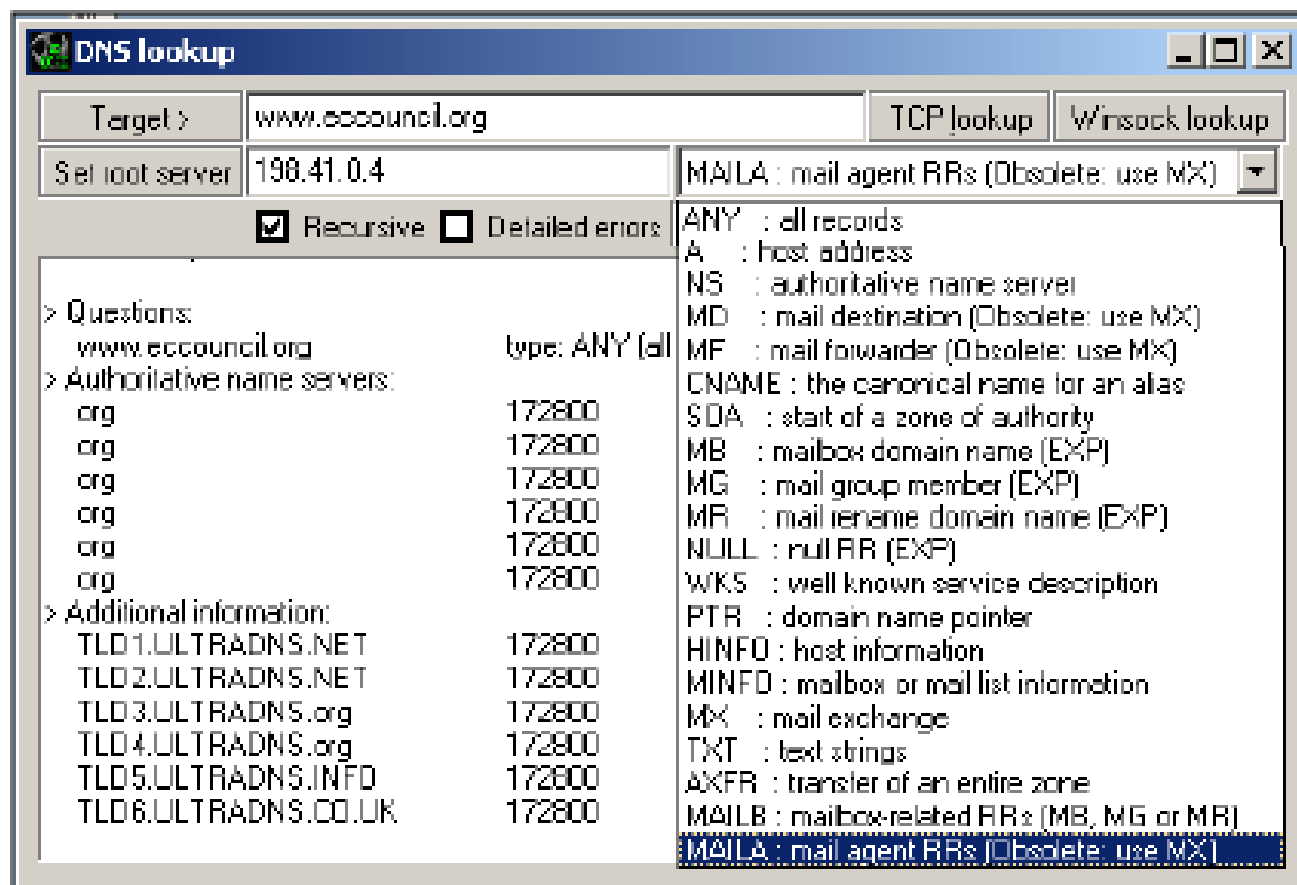 DNS lookup
Target > www.eccouncil.org TCP lookup Winsock lookup
Set root server 198.41.0.4 MAILA : mail agent RRs (Obsolete: use MX)
Recursive Detailed errors
> Questions:
www.eccouncil.org type: ANY (all
> Authoritative name servers:
org 172800
org 172800
org 172800
org 172800
org 172800
org 172800
> Additional information:
TLD1.ULTRADNS.NET 172800
TLD2.ULTRADNS.NET 172800
TLD3.ULTRADNS.org 172800
TLD4.ULTRADNS.org 172800
TLD5.ULTRADNS.INFO 172800
TLD6.ULTRADNS.CO.UK 172800
ANY : all records
A : host address
NS : authoritative name server
MD : mail destination (Obsolete: use MX)
MF : mail forwarder (Obsolete: use MX)
CNAME : the canonical name for an alias
SOA : start of a zone of authority
MB : mailbox domain name (EXP)
MG : mail group member (EXP)
MR : mail rename domain name (EXP)
NULL : null RR (EXP)
WKS : well known service description
PTR : domain name pointer
HINFO : host information
MINFO : mailbox or mail list information
MX : mail exchange
TXT : text strings
AXFR : transfer of an entire zone
MAILB : mailbox-related RRs (MB, MG or MR)
MAILA : mail agent RRs (Obsolete: use MX)